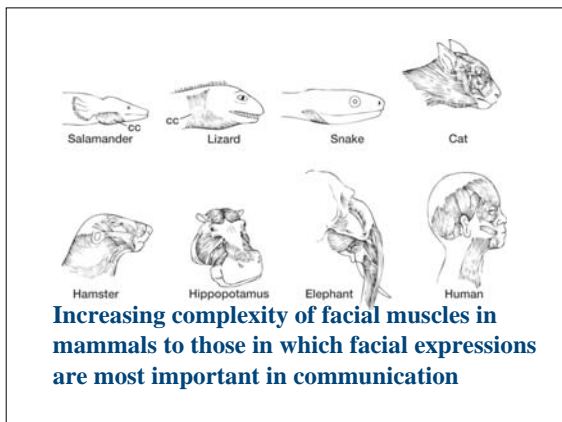 cc
Salamander
cc
Lizard
Snake
Cat
Hamster
Hippopotamus
Elephant
Human
Increasing complexity of facial muscles in
mammals to those in which facial expressions
are most important in communication